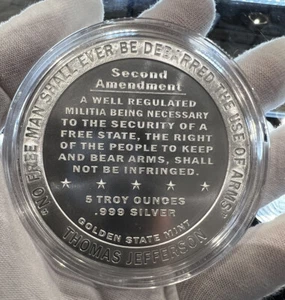 "NO FREE MAN SHALL EVER BE DEBARRED THE USE OF ARMS"
Second
Amendment
A WELL REGULATED
MILITIA BEING NECESSARY
TO THE SECURITY OF A
FREE STATE, THE RIGHT
OF THE PEOPLE TO KEEP
AND BEAR ARMS, SHALL
NOT BE INFRINGED.
5 TROY OUNCES
.999 SILVER
GOLDEN STATE MINT
THOMAS JEFFERSON